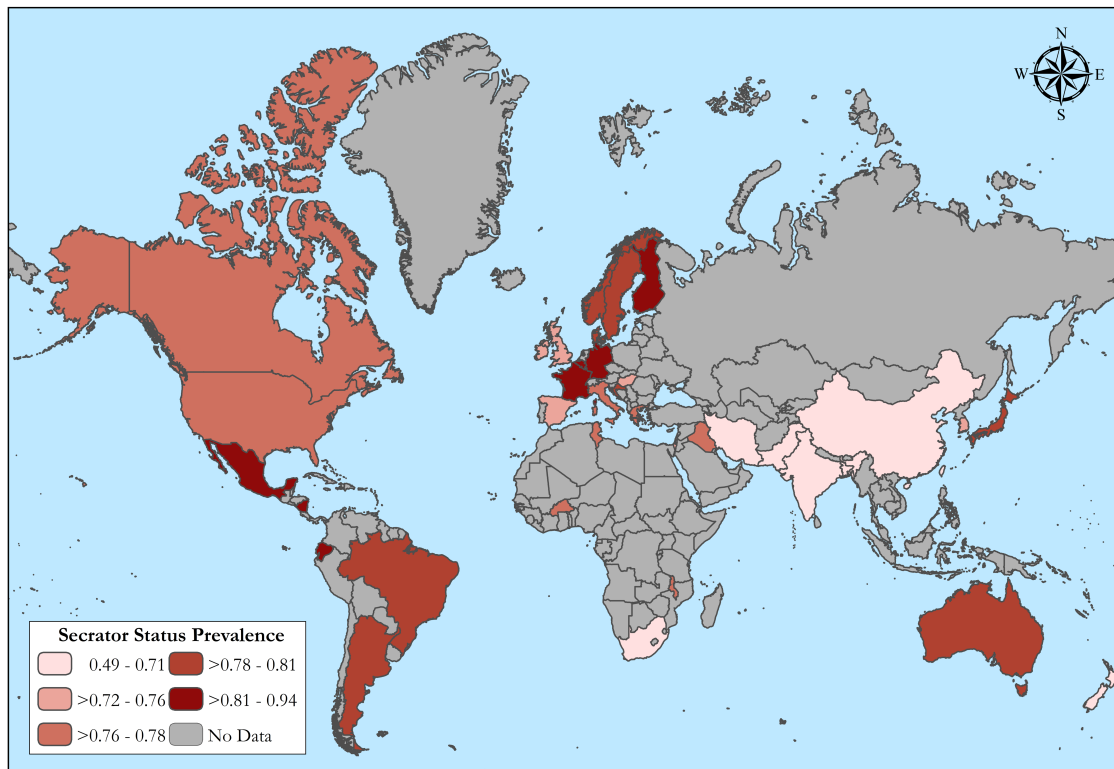 N
W E
S
Secrator Status Prevalence
0.49 - 0.71 >78 - 0.81
>0.72 - 0.76 >0.81 - 0.94
>0.76 - 0.78 No Data